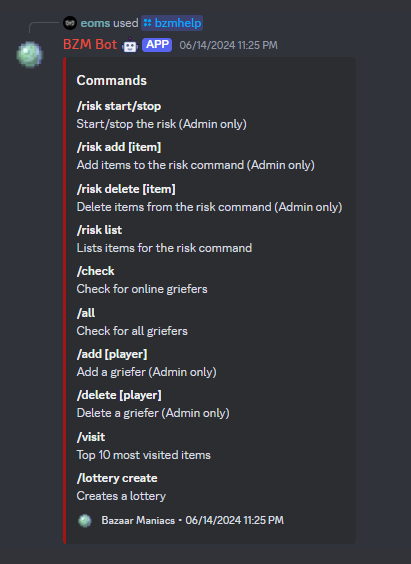 eoms used bzmhelp
BZM Bot APP 06/14/2024 11:25 PM
Commands
/risk start/stop
Start/stop the risk (Admin only)
/risk add [item]
Add items to the risk command (Admin only)
/risk delete [item]
Delete items from the risk command (Admin only)
/risk list
Lists items for the risk command
/check
Check for online griefers
/all
Check for all griefers
/add [player]
Add a griefer (Admin only)
/delete [player]
Delete a griefer (Admin only)
/visit
Top 10 most visited items
/lottery create
Creates a lottery
Bazaar Maniacs • 06/14/2024 11:25 PM